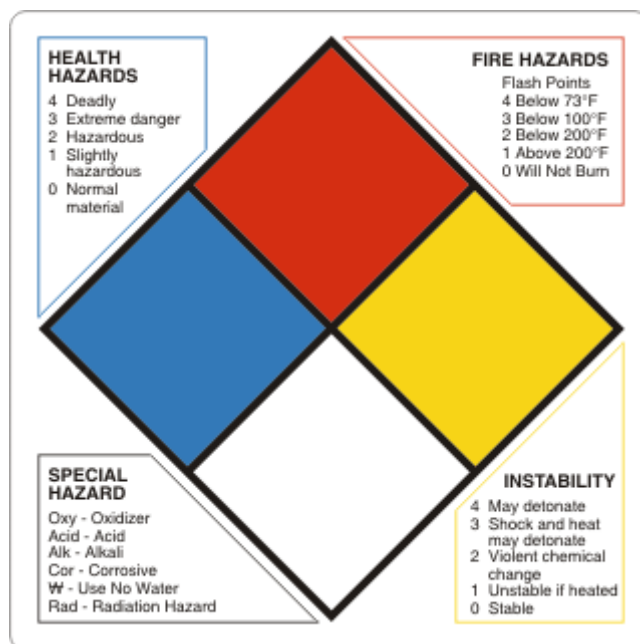 HEALTH
HAZARDS
4 Deadly
3 Extreme danger
2 Hazardous
1 Slightly
hazardous
0 Normal
material
FIRE HAZARDS
Flash Points
4 Below 73°F
3 Below 100°F
2 Below 200°F
1 Above 200°F
0 Will Not Burn
SPECIAL
HAZARD
Oxy - Oxidizer
Acid - Acid
Alk - Alkali
Cor - Corrosive
W̶ - Use No Water
Rad - Radiation Hazard
INSTABILITY
4 May detonate
3 Shock and heat
may detonate
2 Violent chemical
change
1 Unstable if heated
0 Stable